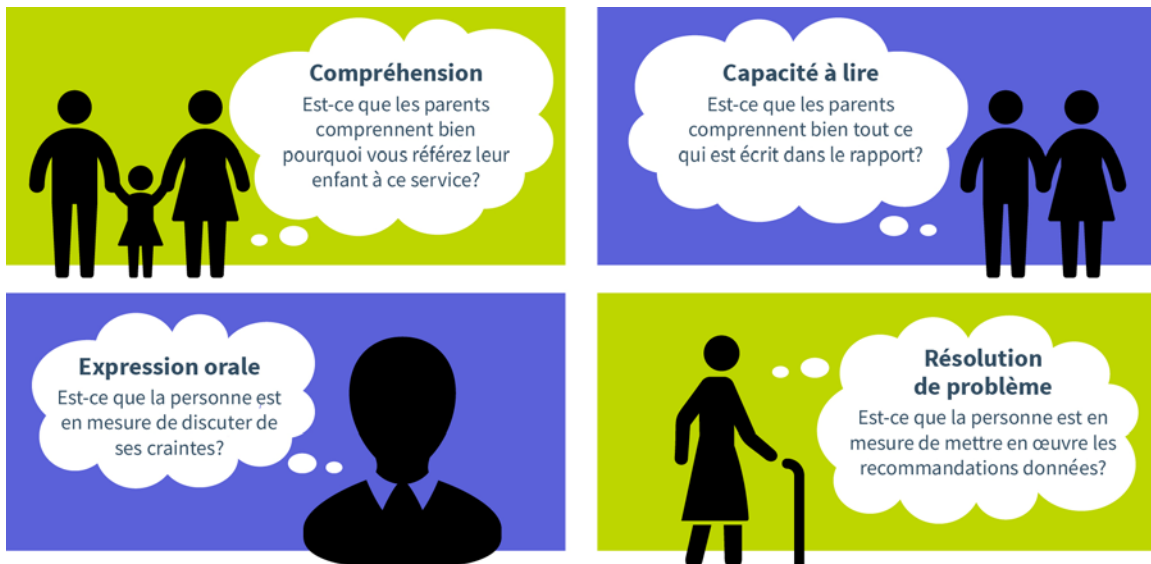 Compréhension
Est-ce que les parents
comprennent bien
pourquoi vous référez leur
enfant à ce service?
Capacité à lire
Est-ce que les parents
comprennent bien tout ce
qui est écrit dans le rapport?
Expression orale
Est-ce que la personne est
en mesure de discuter de
ses craintes?
Résolution
de problème
Est-ce que la personne est en
mesure de mettre en œuvre les
recommandations données?